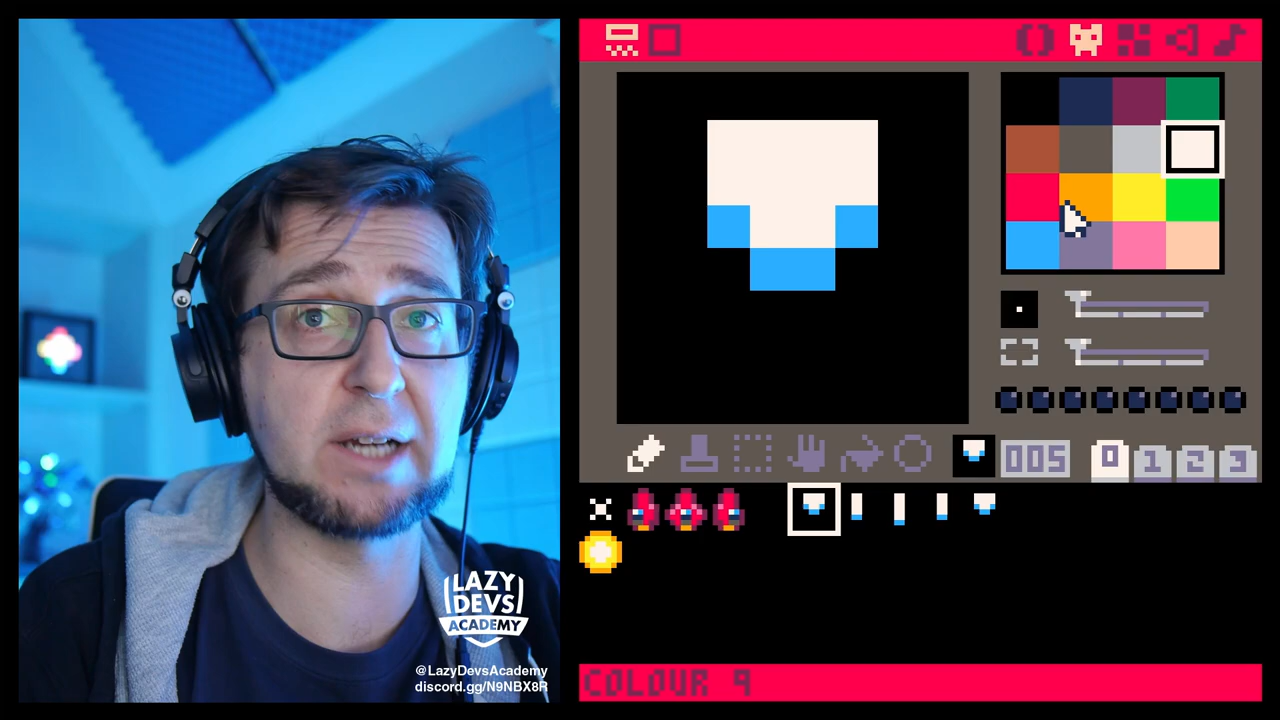 LAZY
DEVS
ACADEMY
@LazyDevsAcademy
discord.gg/N9NBX8R
005
0
1
2
3
COLOUR 9